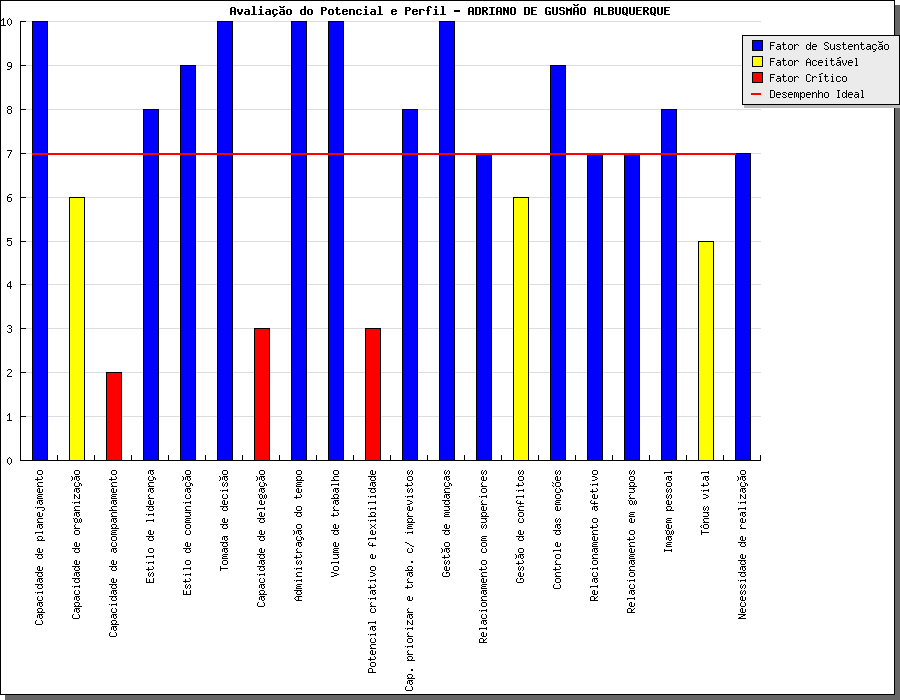 Avaliação do Potencial e Perfil - ADRIANO DE GUSMÃO ALBUQUERQUE
Fator de Sustentação
Fator Aceitável
Fator Crítico
Desempenho Ideal
10
9
8
7
6
5
4
3
2
1
0
Capacidade de planejamento
Capacidade de organização
Capacidade de acompanhamento
Estilo de liderança
Estilo de comunicação
Tomada de decisão
Capacidade de delegação
Administração do tempo
Volume de trabalho
Potencial criativo e flexibilidade
Cap. priorizar e trab. c/ imprevistos
Gestão de mudanças
Relacionamento com superiores
Gestão de conflitos
Controle das emoções
Relacionamento afetivo
Relacionamento em grupos
Imagem pessoal
Tônus vital
Necessidade de realização